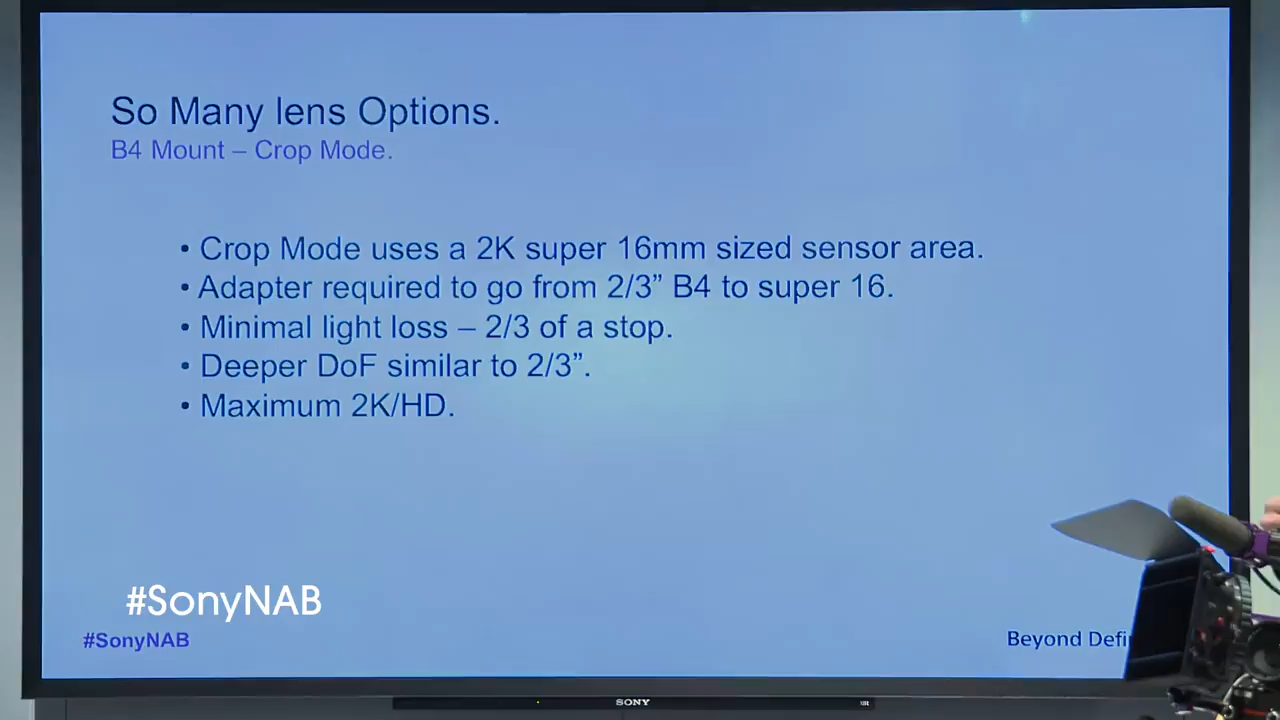 So Many lens Options.
B4 Mount – Crop Mode.
• Crop Mode uses a 2K super 16mm sized sensor area.
• Adapter required to go from 2/3” B4 to super 16.
• Minimal light loss – 2/3 of a stop.
• Deeper DoF similar to 2/3”.
• Maximum 2K/HD.
#SonyNAB
#SonyNAB
Beyond Defi
SONY